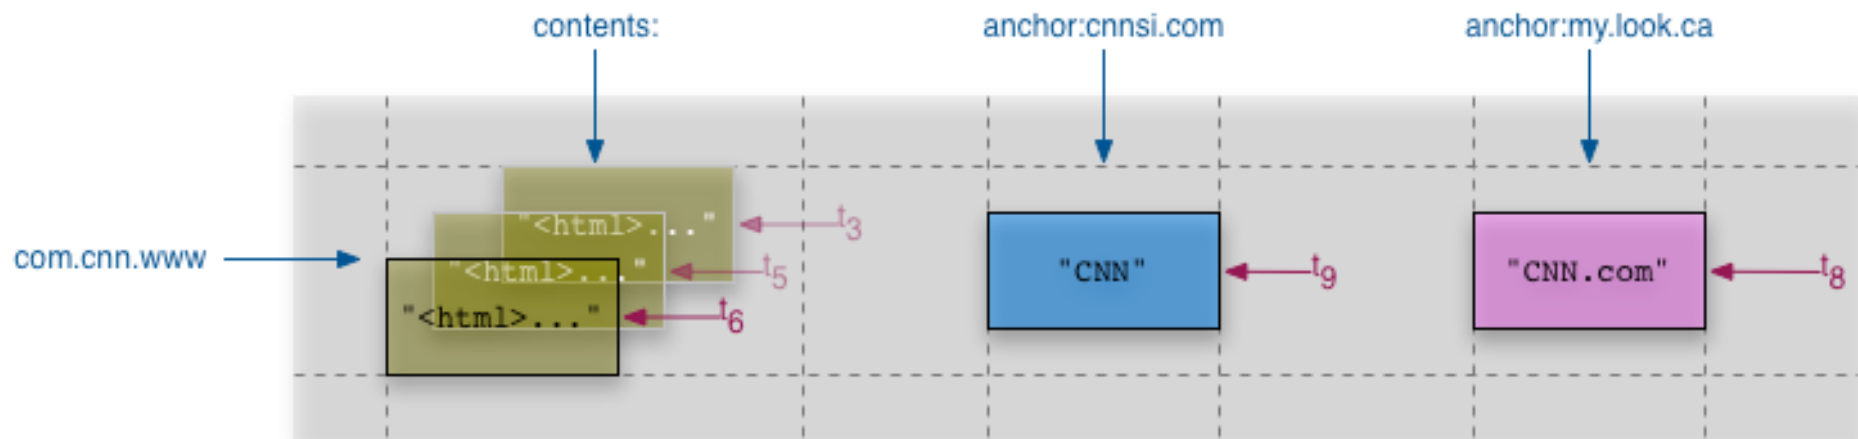 contents:
anchor:cnnsi.com
anchor:my.look.ca
com.cnn.www
"<html>..."
t3
"<html>..."
t5
"<html>..."
t6
"CNN"
t9
"CNN.com"
t8